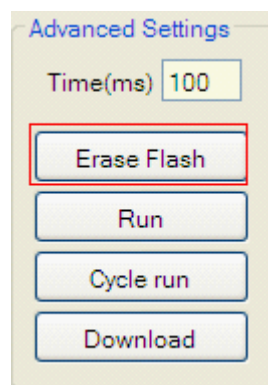 Advanced Settings
Time(ms) 100
Erase Flash
Run
Cycle run
Download